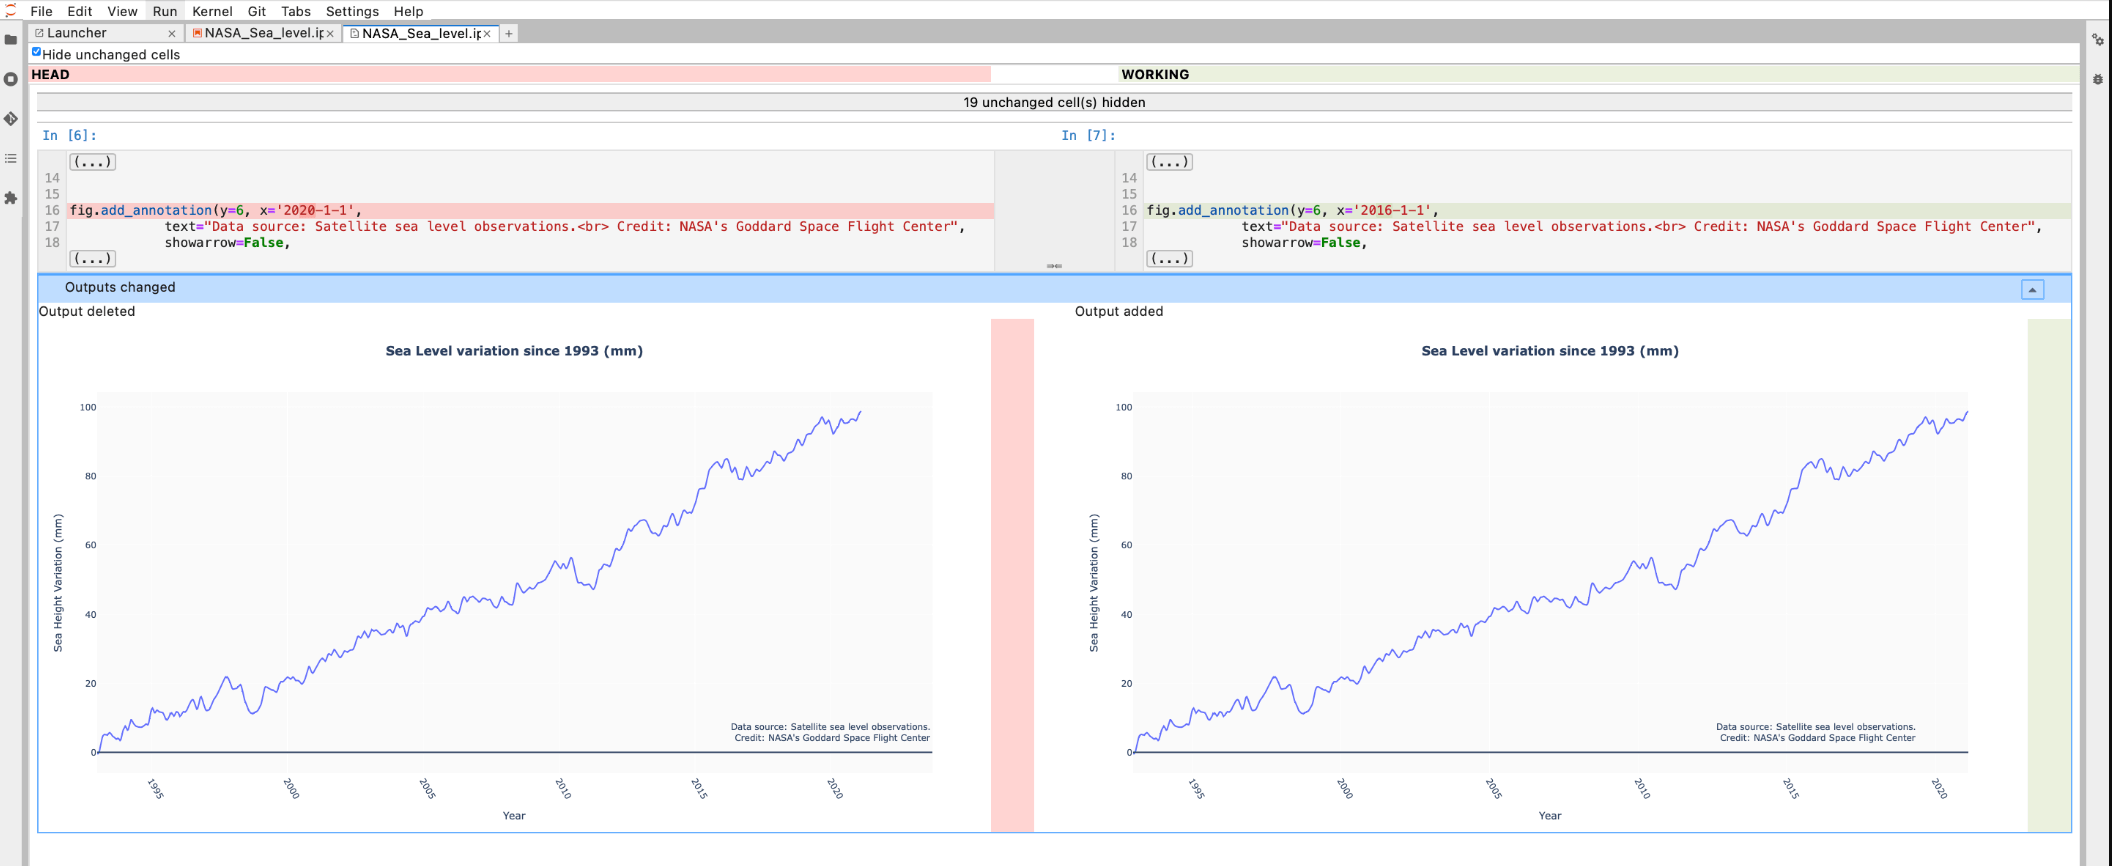 File Edit View Run Kernel Git Tabs Settings Help
Launcher × NASA_Sea_level.ip × NASA_Sea_level.ip × +
Hide unchanged cells
HEAD WORKING
19 unchanged cell(s) hidden
In [6]: In [7]:
(...)
14
15
16 fig.add_annotation(y=6, x='2020-1-1',
17 text="Data source: Satellite sea level observations.<br> Credit: NASA's Goddard Space Flight Center",
18 showarrow=False,
(...)
(...)
14
15
16 fig.add_annotation(y=6, x='2016-1-1',
17 text="Data source: Satellite sea level observations.<br> Credit: NASA's Goddard Space Flight Center",
18 showarrow=False,
(...)
Outputs changed
Output deleted
Sea Level variation since 1993 (mm)
Sea Height Variation (mm)
100
80
60
40
20
0
Data source: Satellite sea level observations.
Credit: NASA's Goddard Space Flight Center
1995 2000 2005 2010 2015 2020
Year
Output added
Sea Level variation since 1993 (mm)
Sea Height Variation (mm)
100
80
60
40
20
0
Data source: Satellite sea level observations.
Credit: NASA's Goddard Space Flight Center
1995 2000 2005 2010 2015 2020
Year